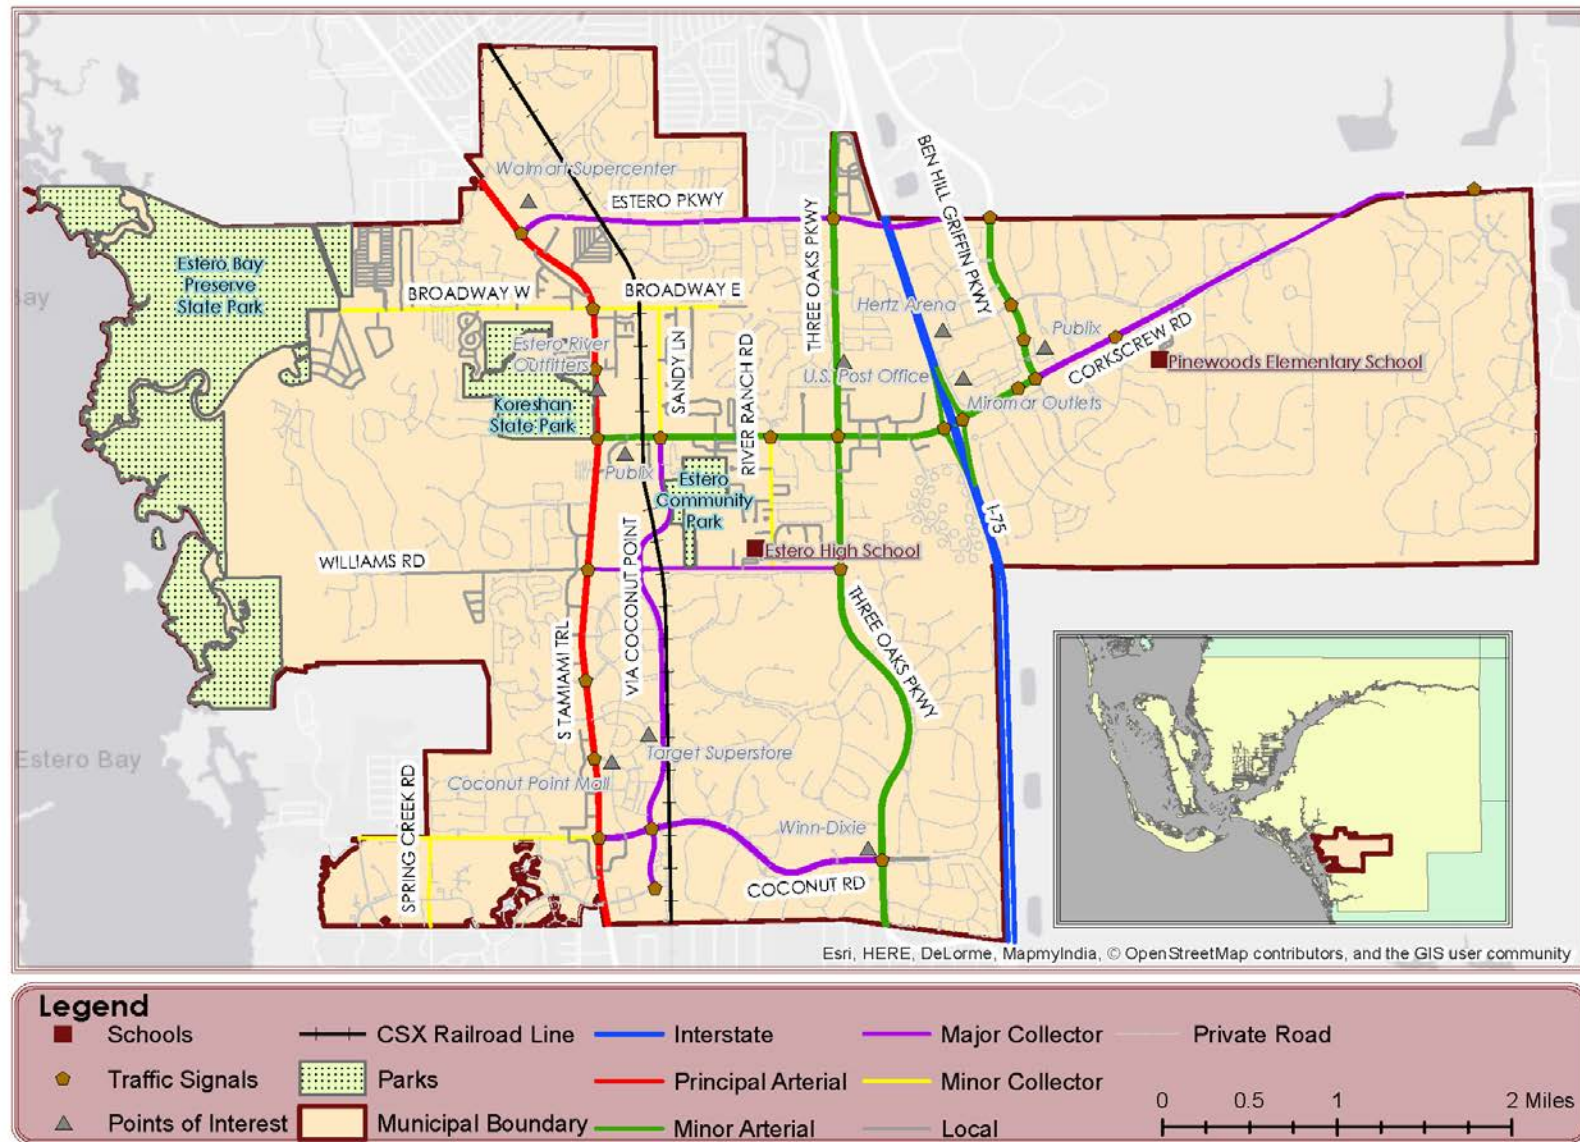 Walmart Supercenter
ESTERO PKWY
BEN HILL GRIFFIN PKWY
THREE OAKS PKWY
Estero Bay
Preserve
State Park
BROADWAY W
BROADWAY E
Hertz Arena
Publix
CORKSCREW RD
Pinewoods Elementary School
Bay
Estero River
Outfitters
SANDY LN
RIVER RANCH RD
U.S. Post Office
Miromar Outlets
Koreshan
State Park
Publix
Estero
Community
Park
I-75
Estero High School
WILLIAMS RD
VIA COCONUT POINT
THREE OAKS PKWY
S TAMIAMI TRL
Estero Bay
Target Superstore
Coconut Point Mall
SPRING CREEK RD
Winn-Dixie
COCONUT RD
Esri, HERE, DeLorme, MapmyIndia, © OpenStreetMap contributors, and the GIS user community
Legend
Schools
CSX Railroad Line
Interstate
Major Collector
Private Road
Traffic Signals
Parks
Principal Arterial
Minor Collector
Points of Interest
Municipal Boundary
Minor Arterial
Local
0 0.5 1 2 Miles